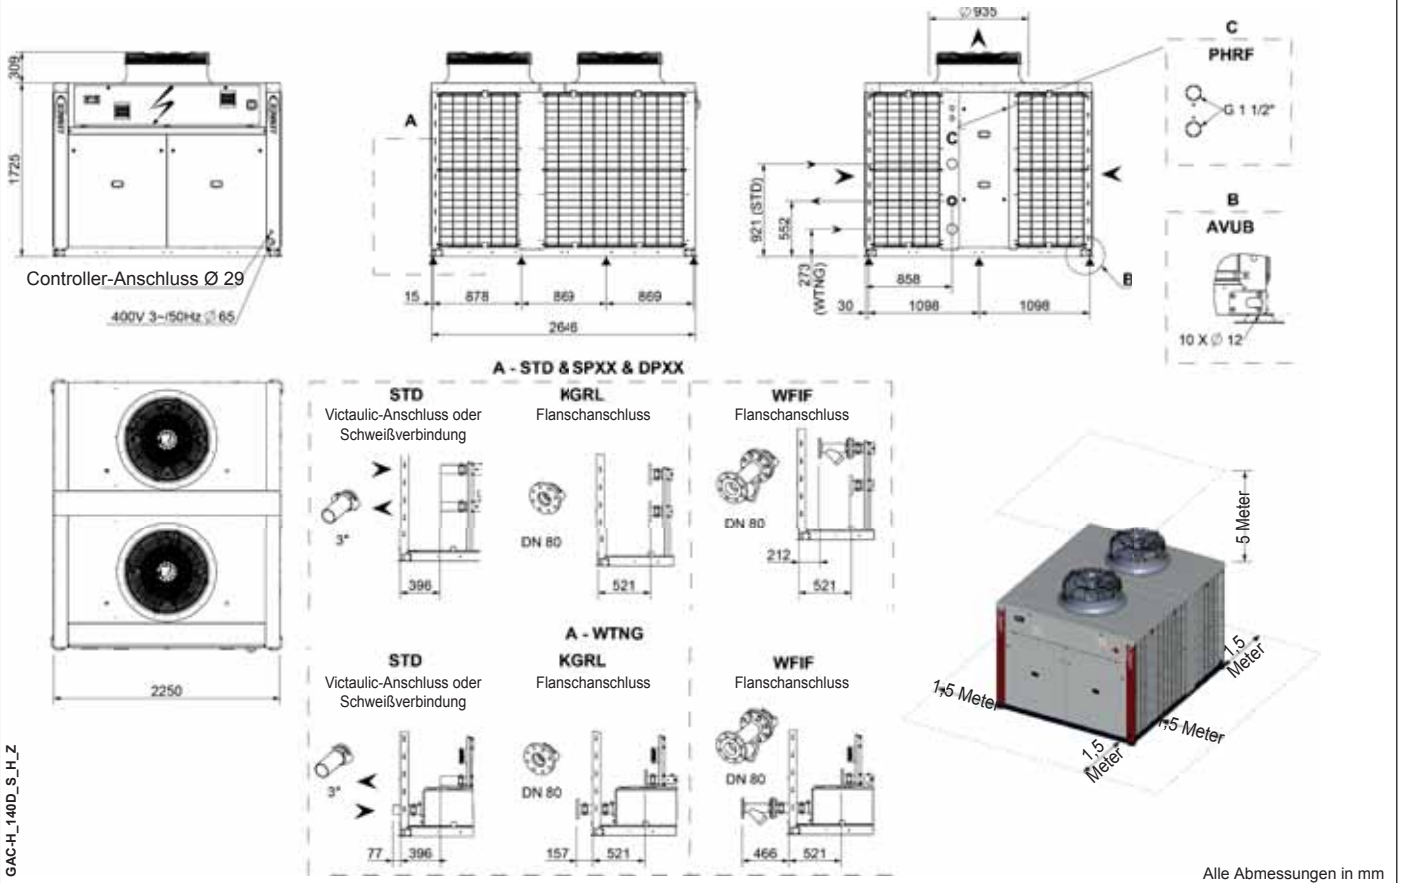 309
1725
Controller-Anschluss Ø 29
400V 3~/50Hz Ø 65
A
15
878
869
869
2646
Ø 935
C
921 (STD)
552
273
(WTNG)
858
30
1098
1098
B
C
PHRF
G 1 1/2"
B
AVUB
10 X Ø 12
2250
A - STD & SPXX & DPXX
STD
Victaulic-Anschluss oder
Schweißverbindung
3"
396
KGRL
Flanschanschluss
DN 80
521
WFIF
Flanschanschluss
DN 80
212
521
A - WTNG
STD
Victaulic-Anschluss oder
Schweißverbindung
3"
77
396
KGRL
Flanschanschluss
DN 80
157
521
WFIF
Flanschanschluss
DN 80
466
521
5 Meter
1,5
Meter
1,5 Meter
1,5 Meter
1,5
Meter
GAC-H_140D_S_H_Z
Alle Abmessungen in mm